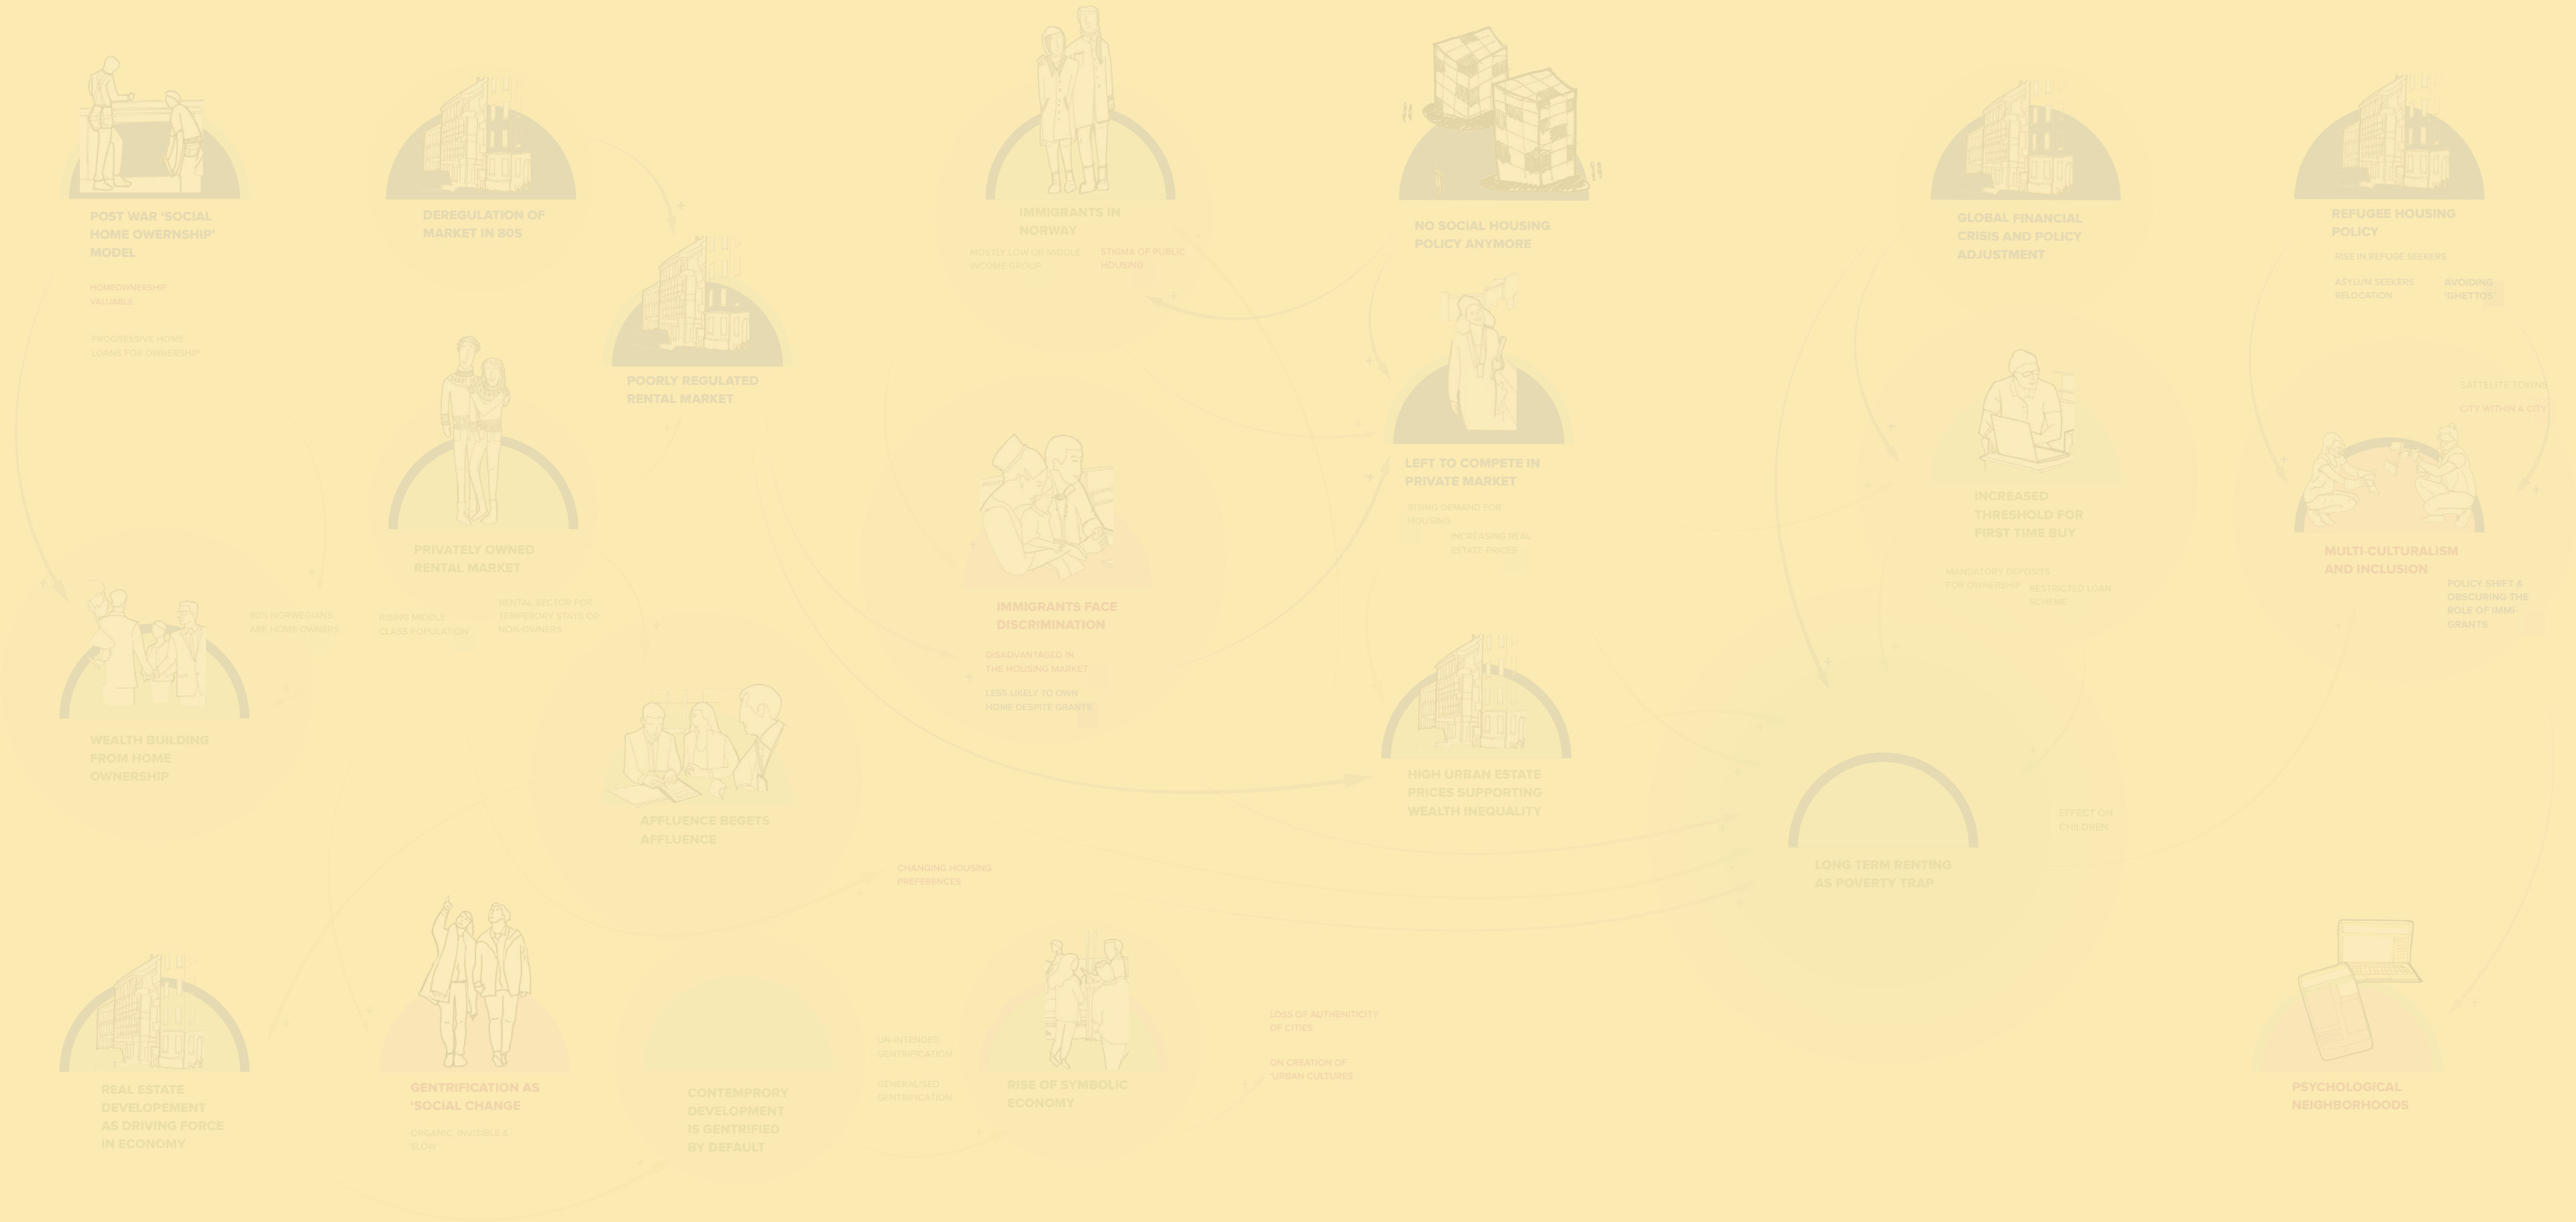 POST WAR ‘SOCIAL
HOME OWERNSHIP’
MODEL
HOMEOWNERSHIP
VALUABLE
PROGRESSIVE HOME
LOANS FOR OWNERSHIP
DEREGULATION OF
MARKET IN 80S
POORLY REGULATED
RENTAL MARKET
PRIVATELY OWNED
RENTAL MARKET
80% NORWEGIANS
ARE HOME OWNERS
RISING MIDDLE
CLASS POPULATION
RENTAL SECTOR FOR
TEMPERORY STAYS OR
NON-OWNERS
WEALTH BUILDING
FROM HOME
OWNERSHIP
AFFLUENCE BEGETS
AFFLUENCE
CHANGING HOUSING
PREFERENCES
REAL ESTATE
DEVELOPEMENT
AS DRIVING FORCE
IN ECONOMY
GENTRIFICATION AS
‘SOCIAL CHANGE
ORGANIC, INVISIBLE &
SLOW
CONTEMPRORY
DEVELOPMENT
IS GENTRIFIED
BY DEFAULT
UN-INTENDED
GENTRIFICATION
GENERALISED
GENTRIFICATION
RISE OF SYMBOLIC
ECONOMY
LOSS OF AUTHENITICITY
OF CITIES
ON CREATION OF
‘URBAN CULTURES’
IMMIGRANTS IN
NORWAY
MOSTLY LOW OR MIDDLE
INCOME GROUP
STIGMA OF PUBLIC
HOUSING
IMMIGRANTS FACE
DISCRIMINATION
DISADVANTAGED IN
THE HOUSING MARKET
LESS LIKELY TO OWN
HOME DESPITE GRANTS
NO SOCIAL HOUSING
POLICY ANYMORE
LEFT TO COMPETE IN
PRIVATE MARKET
RISING DEMAND FOR
HOUSING
INCREASING REAL
ESTATE PRICES
HIGH URBAN ESTATE
PRICES SUPPORTING
WEALTH INEQUALITY
GLOBAL FINANCIAL
CRISIS AND POLICY
ADJUSTMENT
INCREASED
THRESHOLD FOR
FIRST TIME BUY
MANDATORY DEPOSITS
FOR OWNERSHIP
RESTRICTED LOAN
SCHEME
LONG TERM RENTING
AS POVERTY TRAP
EFFECT ON
CHILDREN
REFUGEE HOUSING
POLICY
RISE IN REFUGE SEEKERS
ASYLUM SEEKERS
RELOCATION
AVOIDING
‘GHETTOS’
SATTELITE TOWNS
CITY WITHIN A CITY
MULTI-CULTURALISM
AND INCLUSION
POLICY SHIFT &
OBSCURING THE
ROLE OF IMMI-
GRANTS
PSYCHOLOGICAL
NEIGHBORHOODS